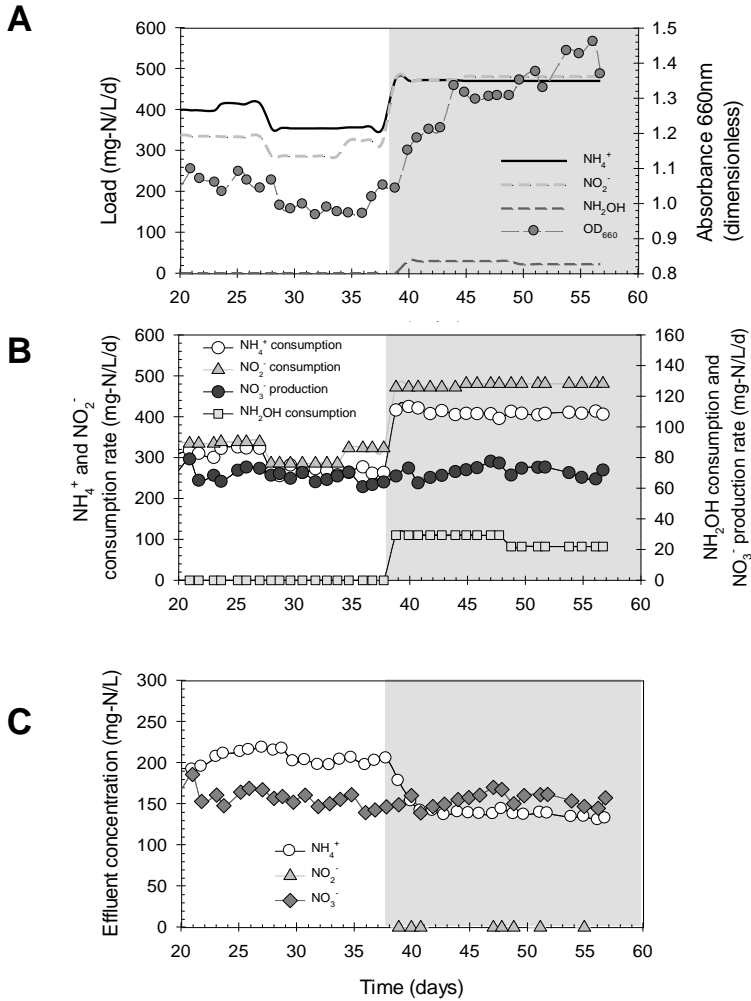 A
Load (mg-N/L/d)
600
500
400
300
200
100
0
1.5
1.4
1.3
1.2
1.1
1.0
0.9
0.8
Absorbance 660nm
(dimensionless)
NH₄⁺
NO₂⁻
NH₂OH
OD₆₆₀
20 25 30 35 40 45 50 55 60
B
NH₄⁺ and NO₂⁻
consumption rate (mg-N/L/d)
600
500
400
300
200
100
0
160
140
120
100
80
60
40
20
0
NH₂OH consumption and
NO₃⁻ production rate (mg-N/L/d)
NH₄⁺ consumption
NO₂⁻ consumption
NO₃⁻ production
NH₂OH consumption
20 25 30 35 40 45 50 55 60
C
Effluent concentration (mg-N/L)
300
250
200
150
100
50
0
NH₄⁺
NO₂⁻
NO₃⁻
20 25 30 35 40 45 50 55 60
Time (days)